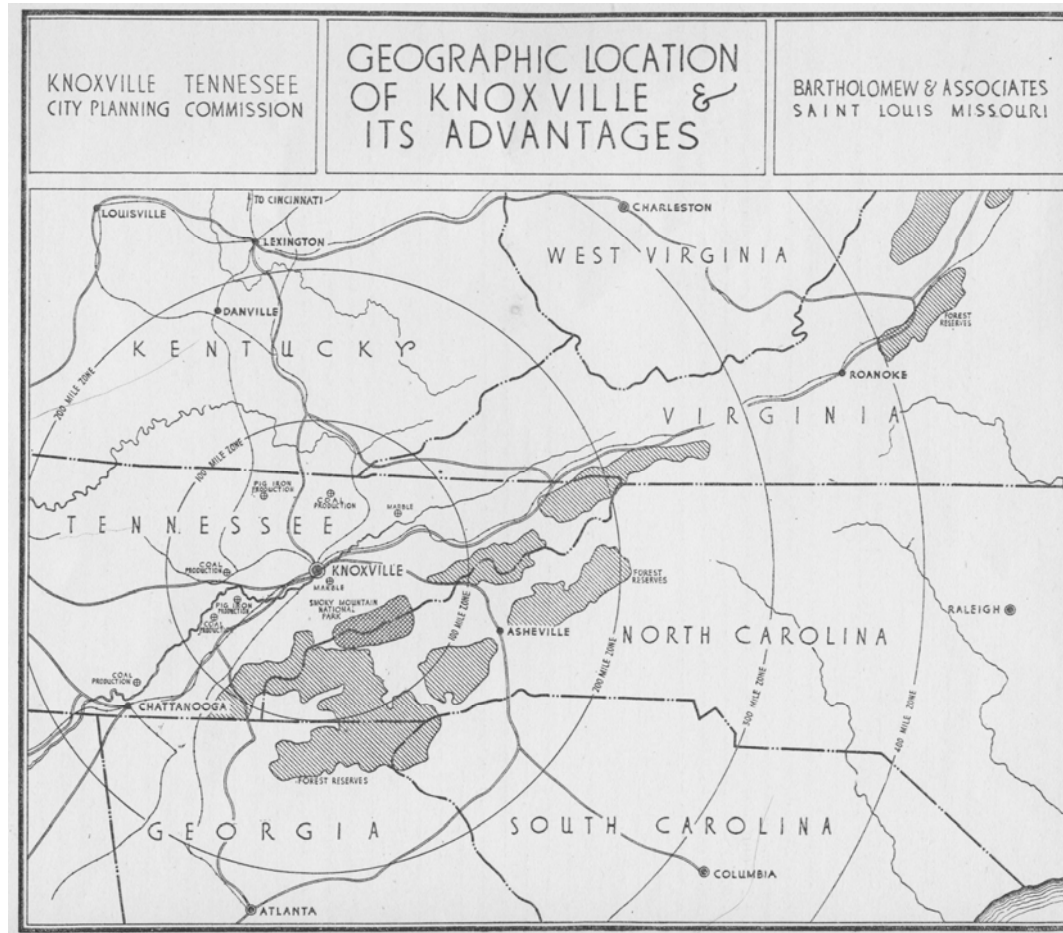 KNOXVILLE TENNESSEE
CITY PLANNING COMMISSION
GEOGRAPHIC LOCATION
OF KNOXVILLE &
ITS ADVANTAGES
BARTHOLOMEW & ASSOCIATES
SAINT LOUIS MISSOURI
TO CINCINNATI
LOUISVILLE
CHARLESTON
LEXINGTON
WEST VIRGINIA
DANVILLE
FOREST
RESERVES
KENTUCKY
ROANOKE
200 MILE ZONE
VIRGINIA
100 MILE ZONE
PIG IRON
PRODUCTION
COAL
PRODUCTION
MARBLE
TENNESSEE
COAL
PRODUCTION
KNOXVILLE
MARBLE
FOREST
RESERVES
PIG IRON
PRODUCTION
COAL
PRODUCTION
SMOKY MOUNTAIN
NATIONAL
PARK
100 MILE ZONE
ASHEVILLE
NORTH CAROLINA
RALEIGH
200 MILE ZONE
500 MILE ZONE
400 MILE ZONE
COAL
PRODUCTION
CHATTANOOGA
FOREST RESERVES
GEORGIA
SOUTH CAROLINA
COLUMBIA
ATLANTA